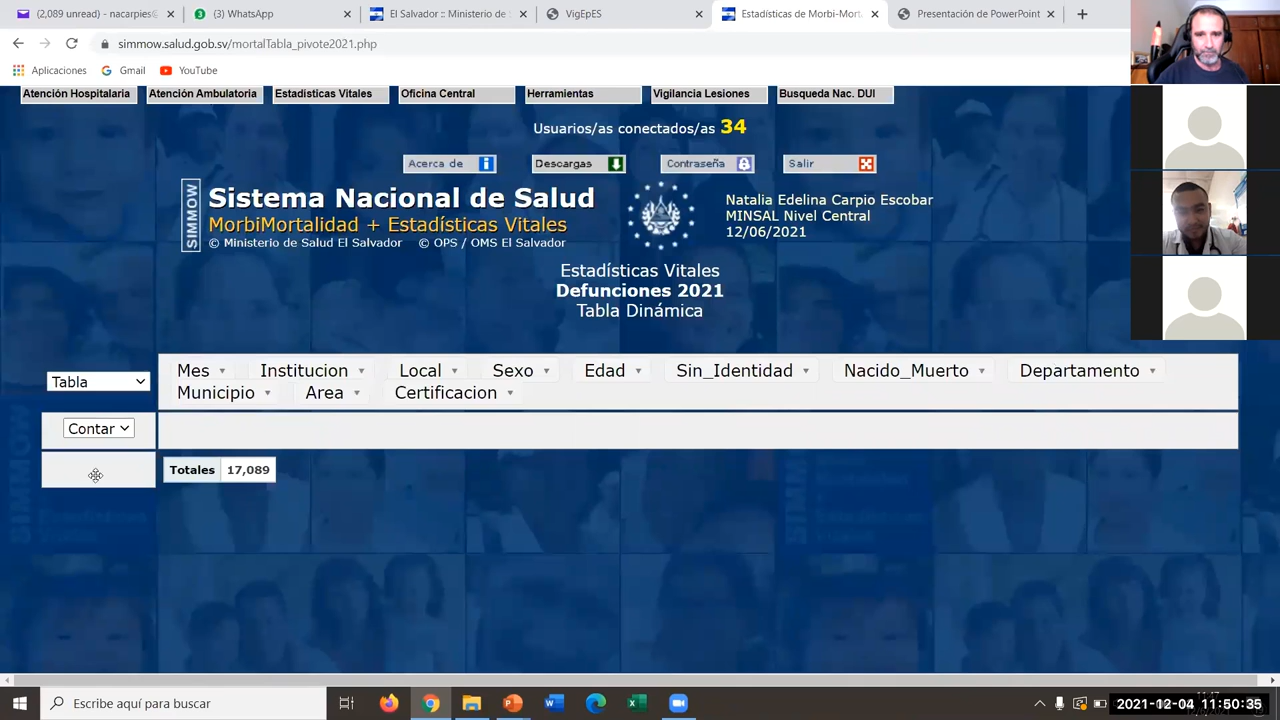 (2,089 unread) - nacarpies@
(3) WhatsApp
El Salvador :: Ministerio de
VigEpES
Estadísticas de Morbi-Mort
Presentación de PowerPoint
simmow.salud.gob.sv/mortalTabla_pivote2021.php
Aplicaciones
Gmail
YouTube
Atención Hospitalaria
Atención Ambulatoria
Estadísticas Vitales
Oficina Central
Herramientas
Vigilancia Lesiones
Busqueda Nac. DUI
Usuarios/as conectados/as 34
Acerca de
Descargas
Contraseña
Salir
SIMMOW
Sistema Nacional de Salud
MorbiMortalidad + Estadísticas Vitales
© Ministerio de Salud El Salvador © OPS / OMS El Salvador
Natalia Edelina Carpio Escobar
MINSAL Nivel Central
12/06/2021
Estadísticas Vitales
Defunciones 2021
Tabla Dinámica
Tabla
Mes Institucion Local Sexo Edad Sin_Identidad Nacido_Muerto Departamento
Municipio Area Certificacion
Contar
Totales 17,089
Escribe aquí para buscar
2021-12-04 11:50:35